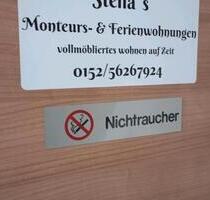 Stella's
Monteurs- & Ferienwohnungen
vollmöbliertes wohnen auf Zeit
0152/56267924
Nichtraucher